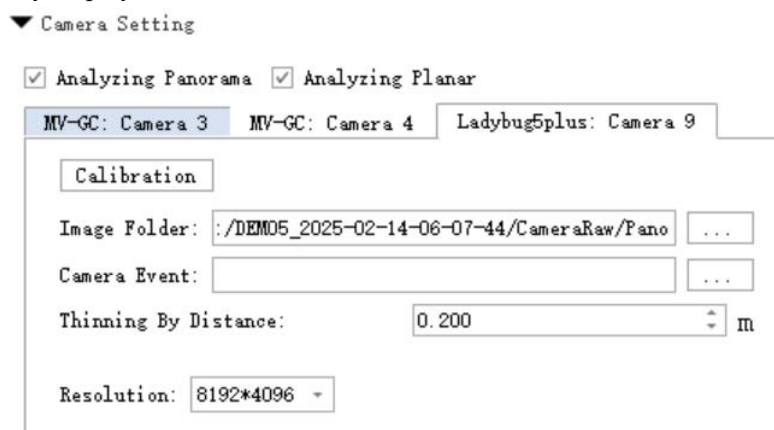 Camera Setting
Analyzing Panorama Analyzing Planar
MV-GC: Camera 3 MV-GC: Camera 4 Ladybug5plus: Camera 9
Calibration
Image Folder: :/DEM05_2025-02-14-06-07-44/CameraRaw/Pano ...
Camera Event: ...
Thinning By Distance: 0.200 m
Resolution: 8192*4096